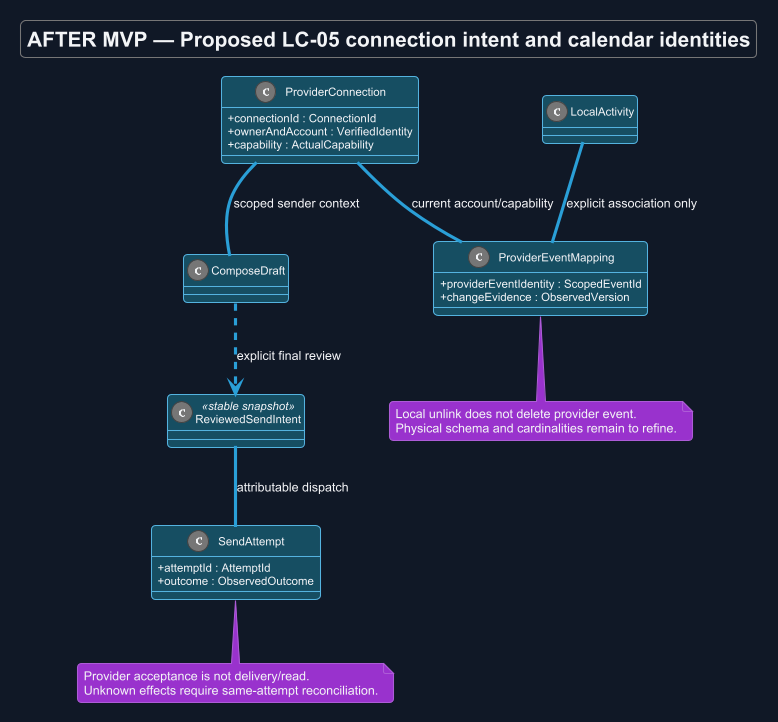 AFTER MVP — Proposed LC-05 connection intent and calendar identities
C ProviderConnection
+connectionId : ConnectionId
+ownerAndAccount : VerifiedIdentity
+capability : ActualCapability
C LocalActivity
scoped sender context
current account/capability
explicit association only
C ComposeDraft
C ProviderEventMapping
+providerEventIdentity : ScopedEventId
+changeEvidence : ObservedVersion
explicit final review
C «stable snapshot»
ReviewedSendIntent
Local unlink does not delete provider event.
Physical schema and cardinalities remain to refine.
attributable dispatch
C SendAttempt
+attemptId : AttemptId
+outcome : ObservedOutcome
Provider acceptance is not delivery/read.
Unknown effects require same-attempt reconciliation.